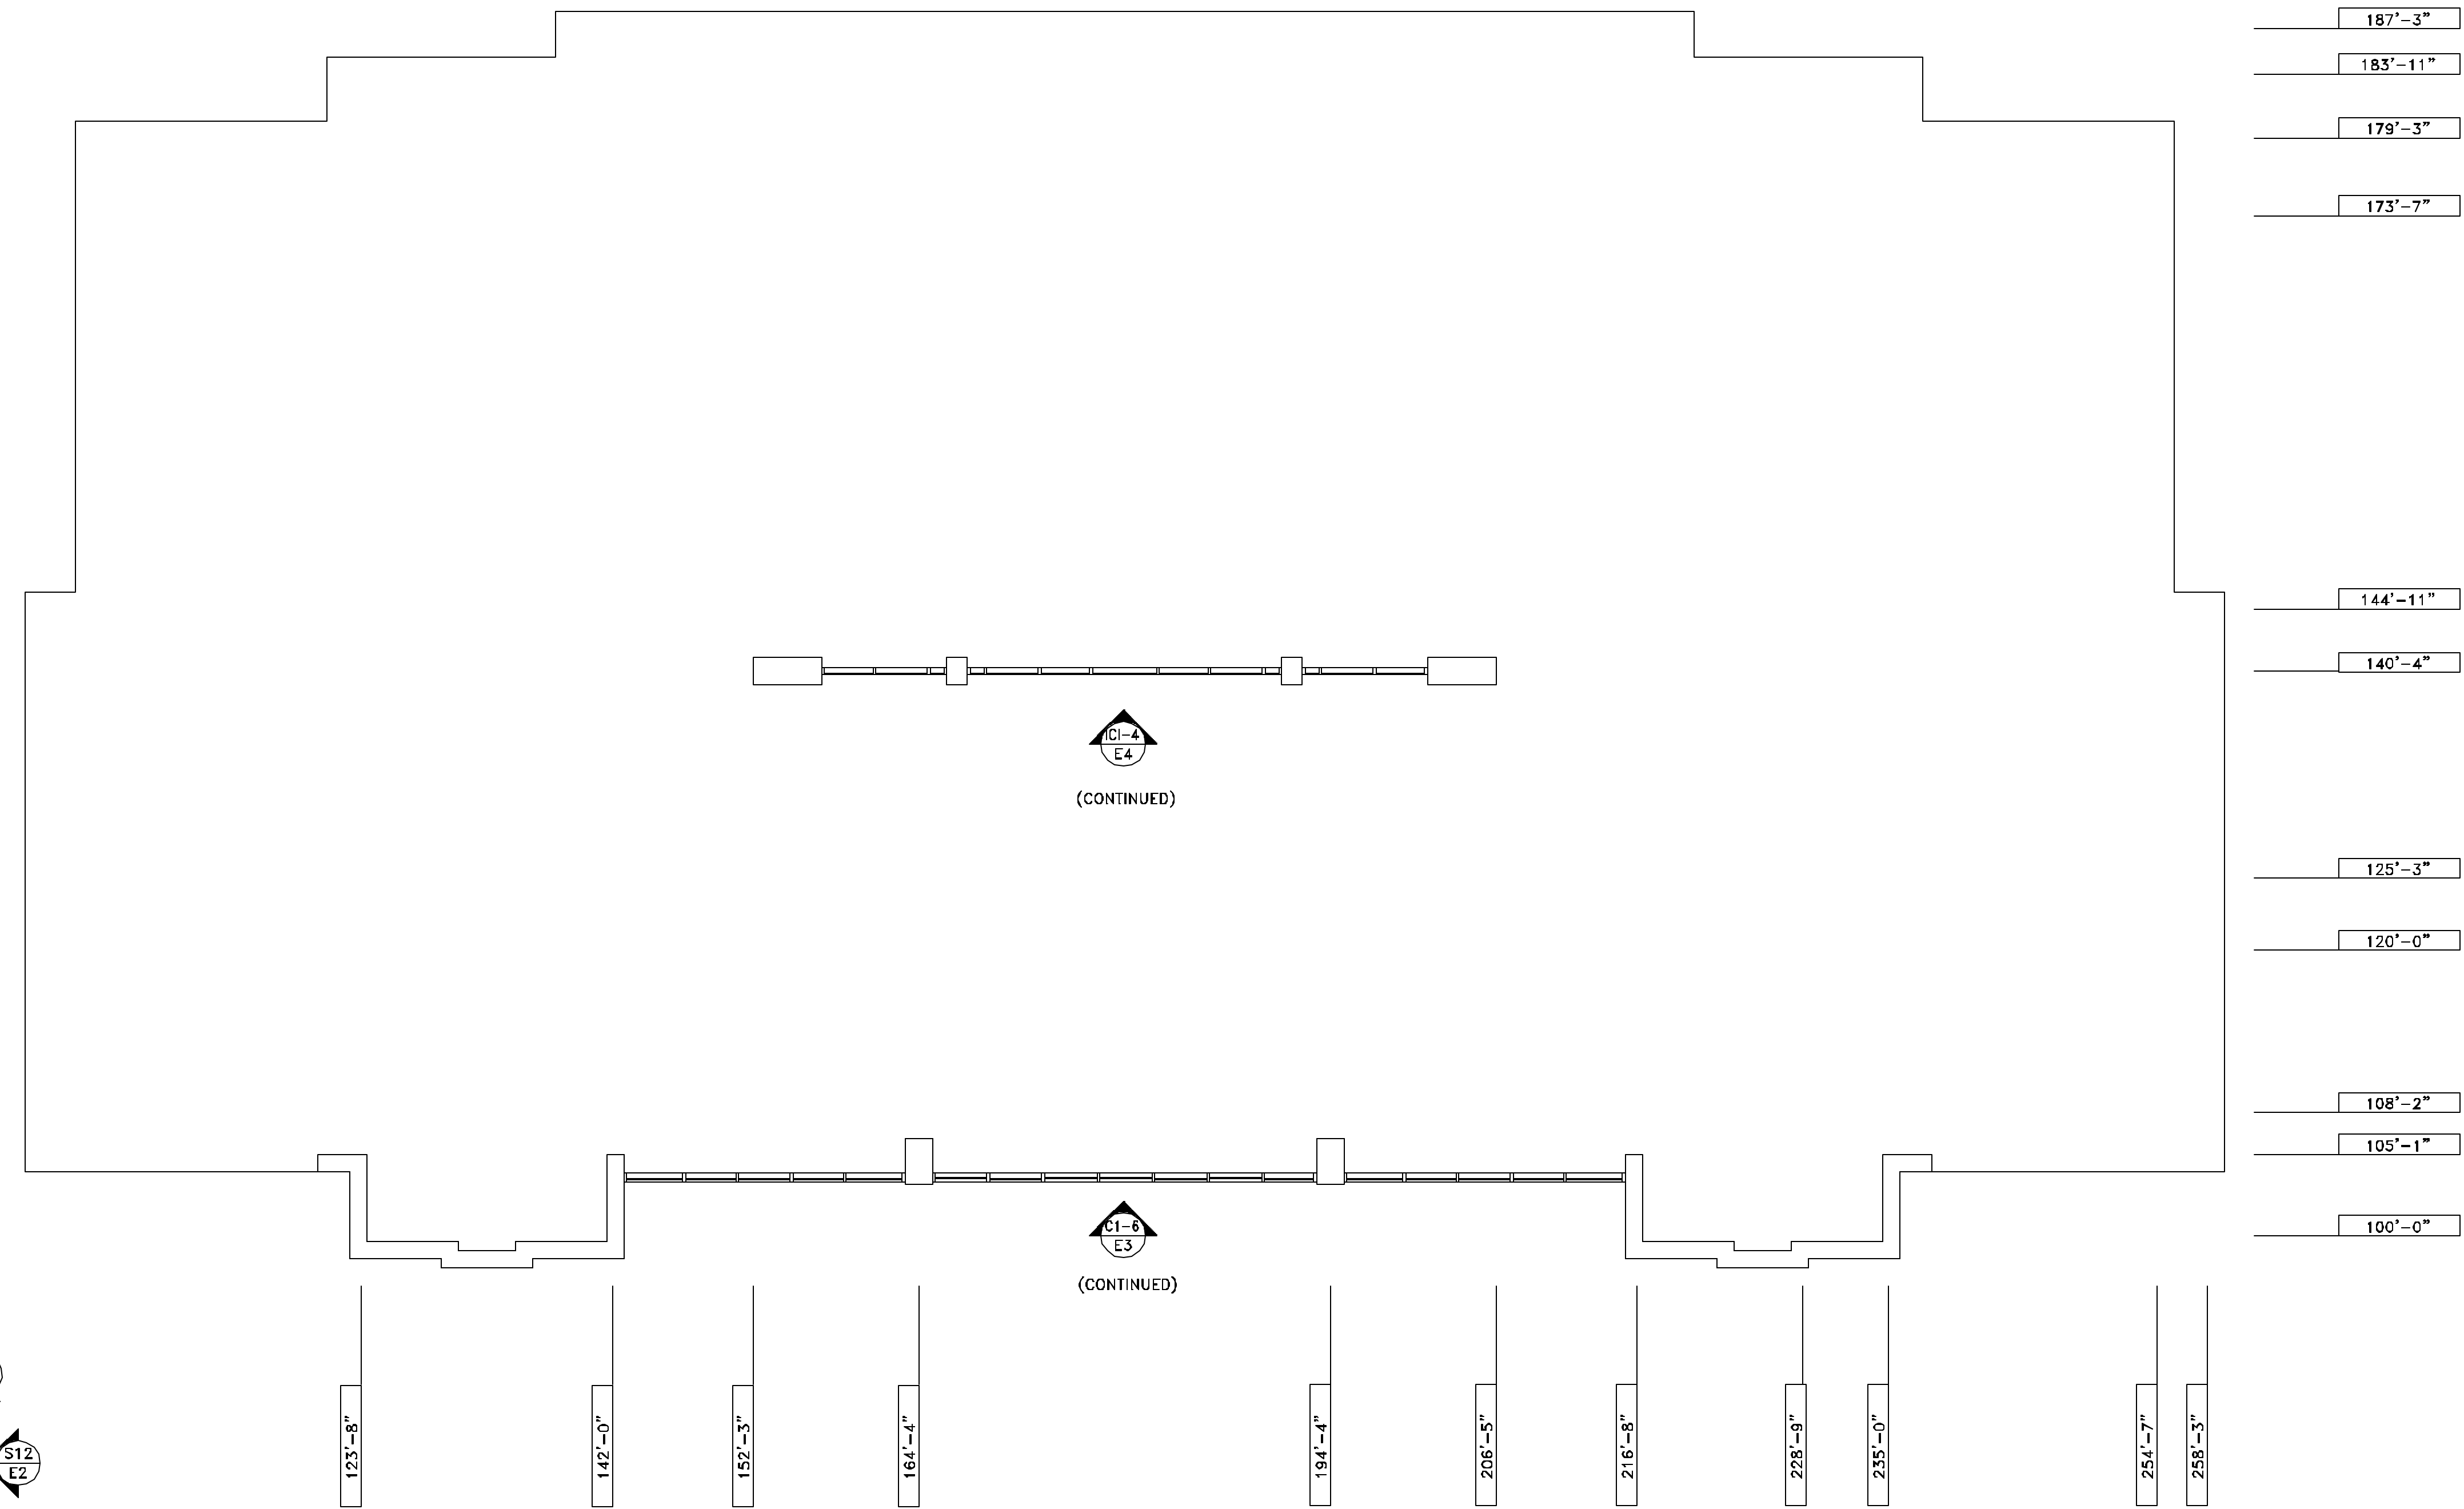 187'-3"
183'-11"
179'-3"
173'-7"
144'-11"
140'-4"
ICI-4
E4
(CONTINUED)
125'-3"
120'-0"
108'-2"
105'-1"
100'-0"
C1-6
E3
(CONTINUED)
S12
E2
123'-8"
142'-0"
152'-3"
164'-4"
194'-4"
206'-5"
216'-8"
228'-9"
235'-0"
254'-7"
258'-3"